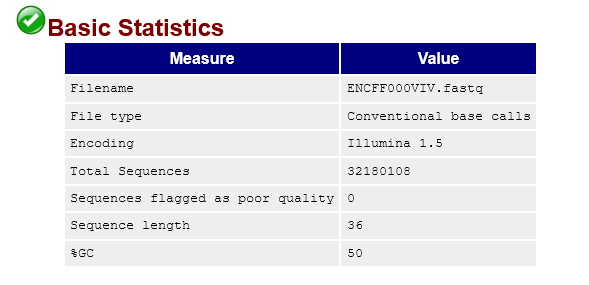 Basic Statistics
Measure Value
Filename ENCFF000VIV.fastq
File type Conventional base calls
Encoding Illumina 1.5
Total Sequences 32180108
Sequences flagged as poor quality 0
Sequence length 36
%GC 50